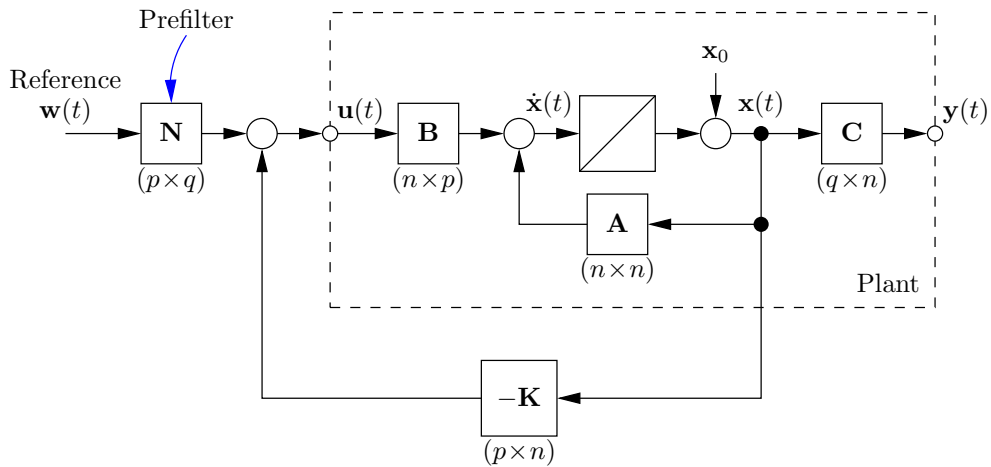 Prefilter
Reference
w(t)
N
(p×q)
u(t)
B
(n×p)
ẋ(t)
x₀
x(t)
C
(q×n)
y(t)
A
(n×n)
Plant
−K
(p×n)